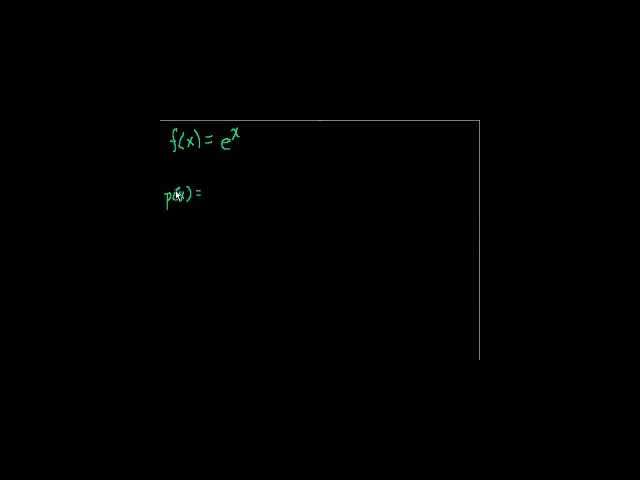 f(x) = eˣ
p(x) =